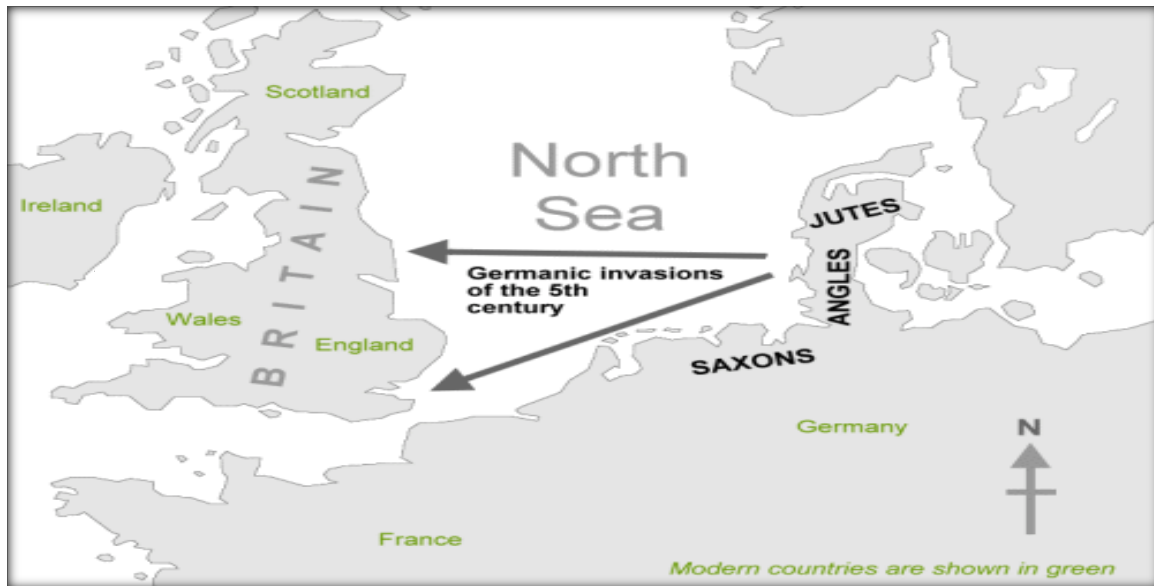 Scotland
North
Sea
Ireland
BRITAIN
JUTES
ANGLES
Germanic invasions
of the 5th
century
Wales
England
SAXONS
Germany
N
France
Modern countries are shown in green